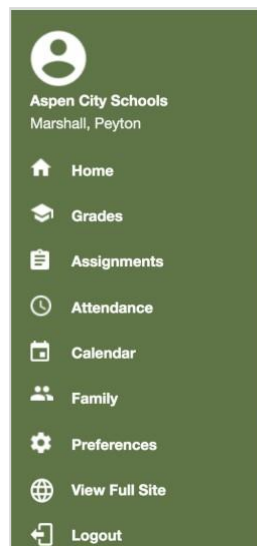 Aspen City Schools
Marshall, Peyton
Home
Grades
Assignments
Attendance
Calendar
Family
Preferences
View Full Site
Logout